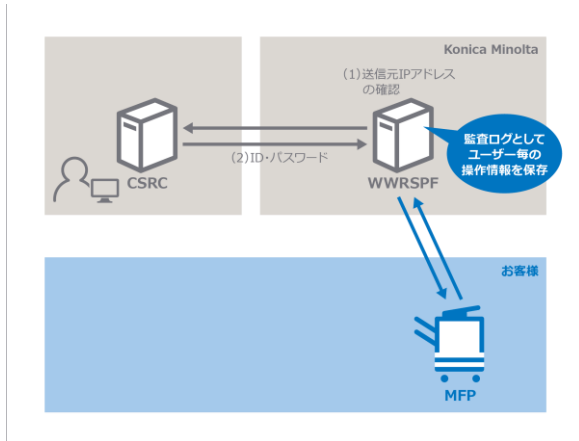 Konica Minolta
(1)送信元IPアドレス
の確認
監査ログとして
ユーザー毎の
操作情報を保存
(2)ID・パスワード
CSRC
WWRSPF
お客様
MFP